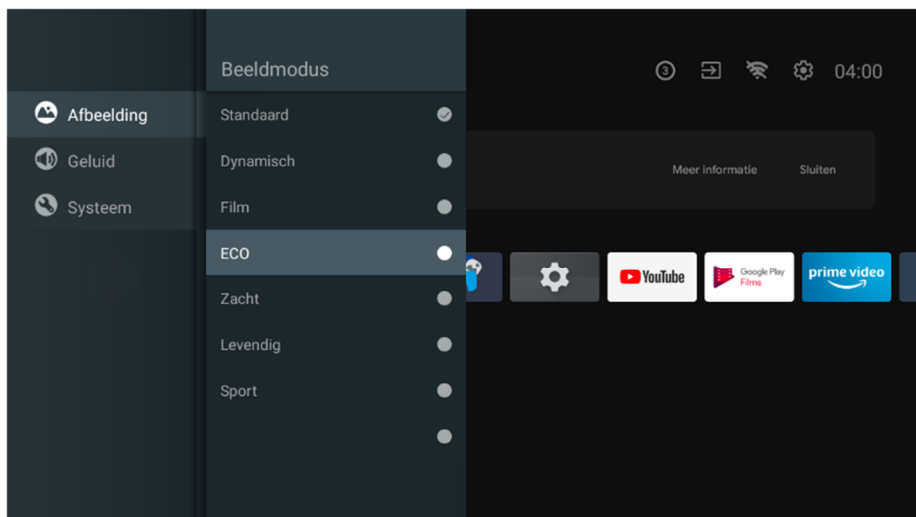 Beeldmodus
Afbeelding
Geluid
Systeem
Standaard
Dynamisch
Film
ECO
Zacht
Levendig
Sport
3
04:00
Meer informatie Sluiten
YouTube
Google Play
Films
prime video